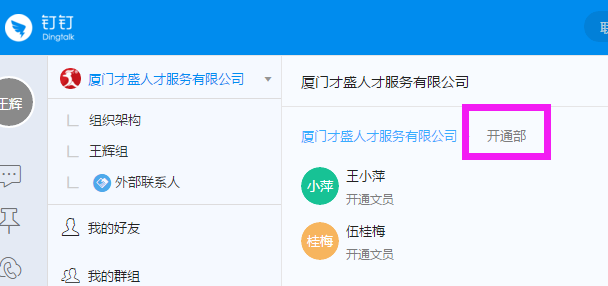 钉钉
Dingtalk
王辉
厦门才盛人才服务有限公司
组织架构
王辉组
外部联系人
我的好友
我的群组
厦门才盛人才服务有限公司
厦门才盛人才服务有限公司 开通部
小萍 王小萍
开通文员
桂梅 伍桂梅
开通文员